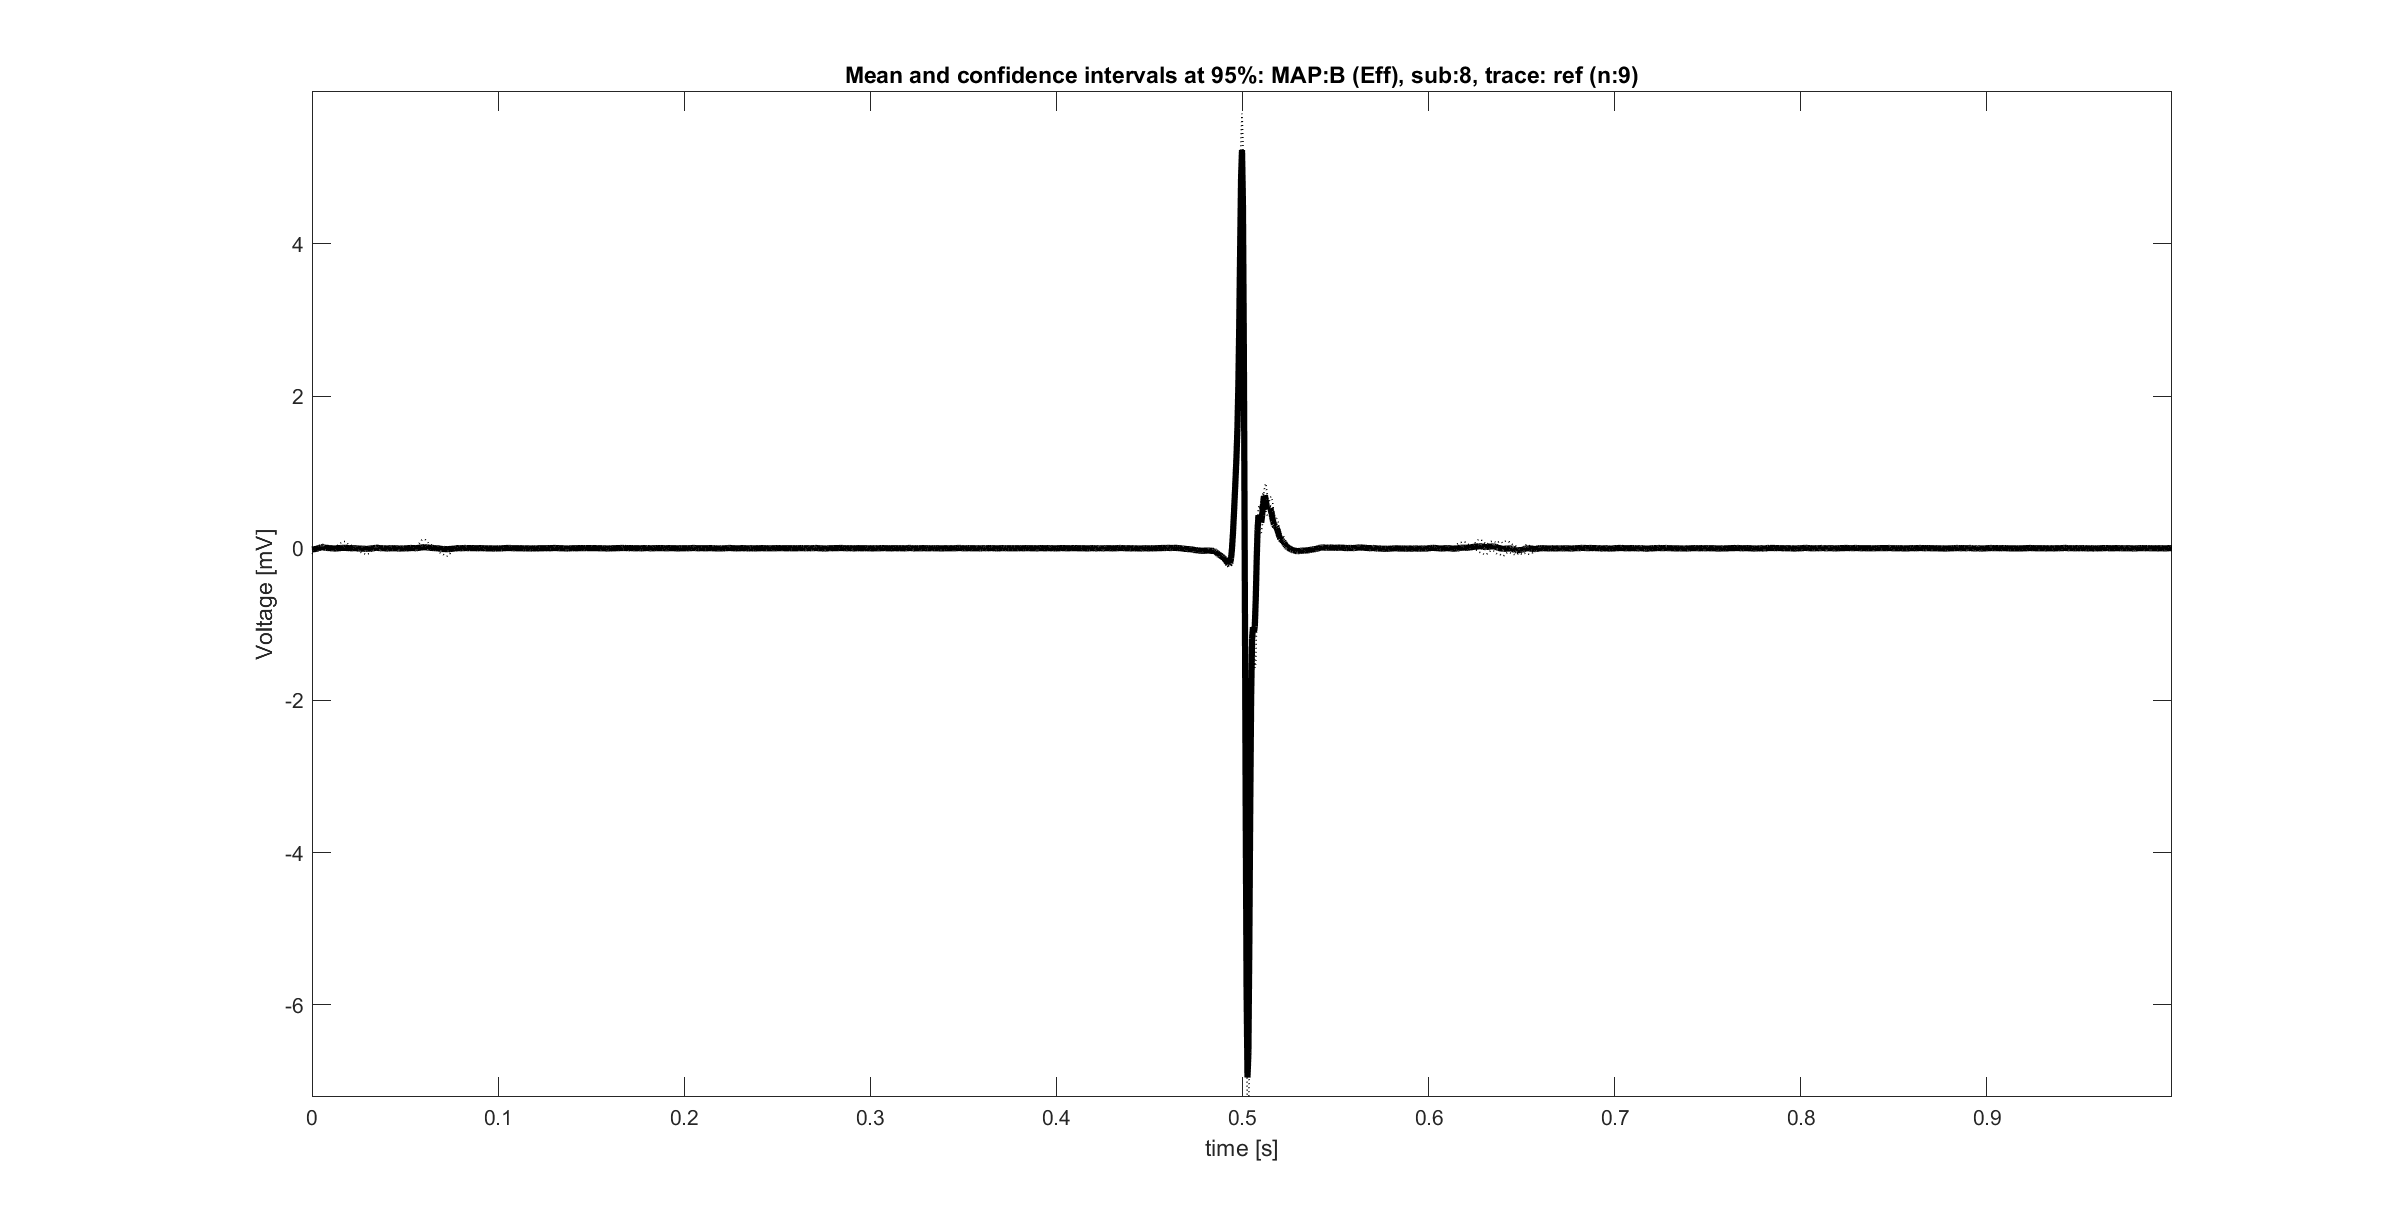 Mean and confidence intervals at 95%: MAP:B (Eff), sub:8, trace: ref (n:9)
4
2
0
-2
-4
-6
Voltage [mV]
0 0.1 0.2 0.3 0.4 0.5 0.6 0.7 0.8 0.9
time [s]